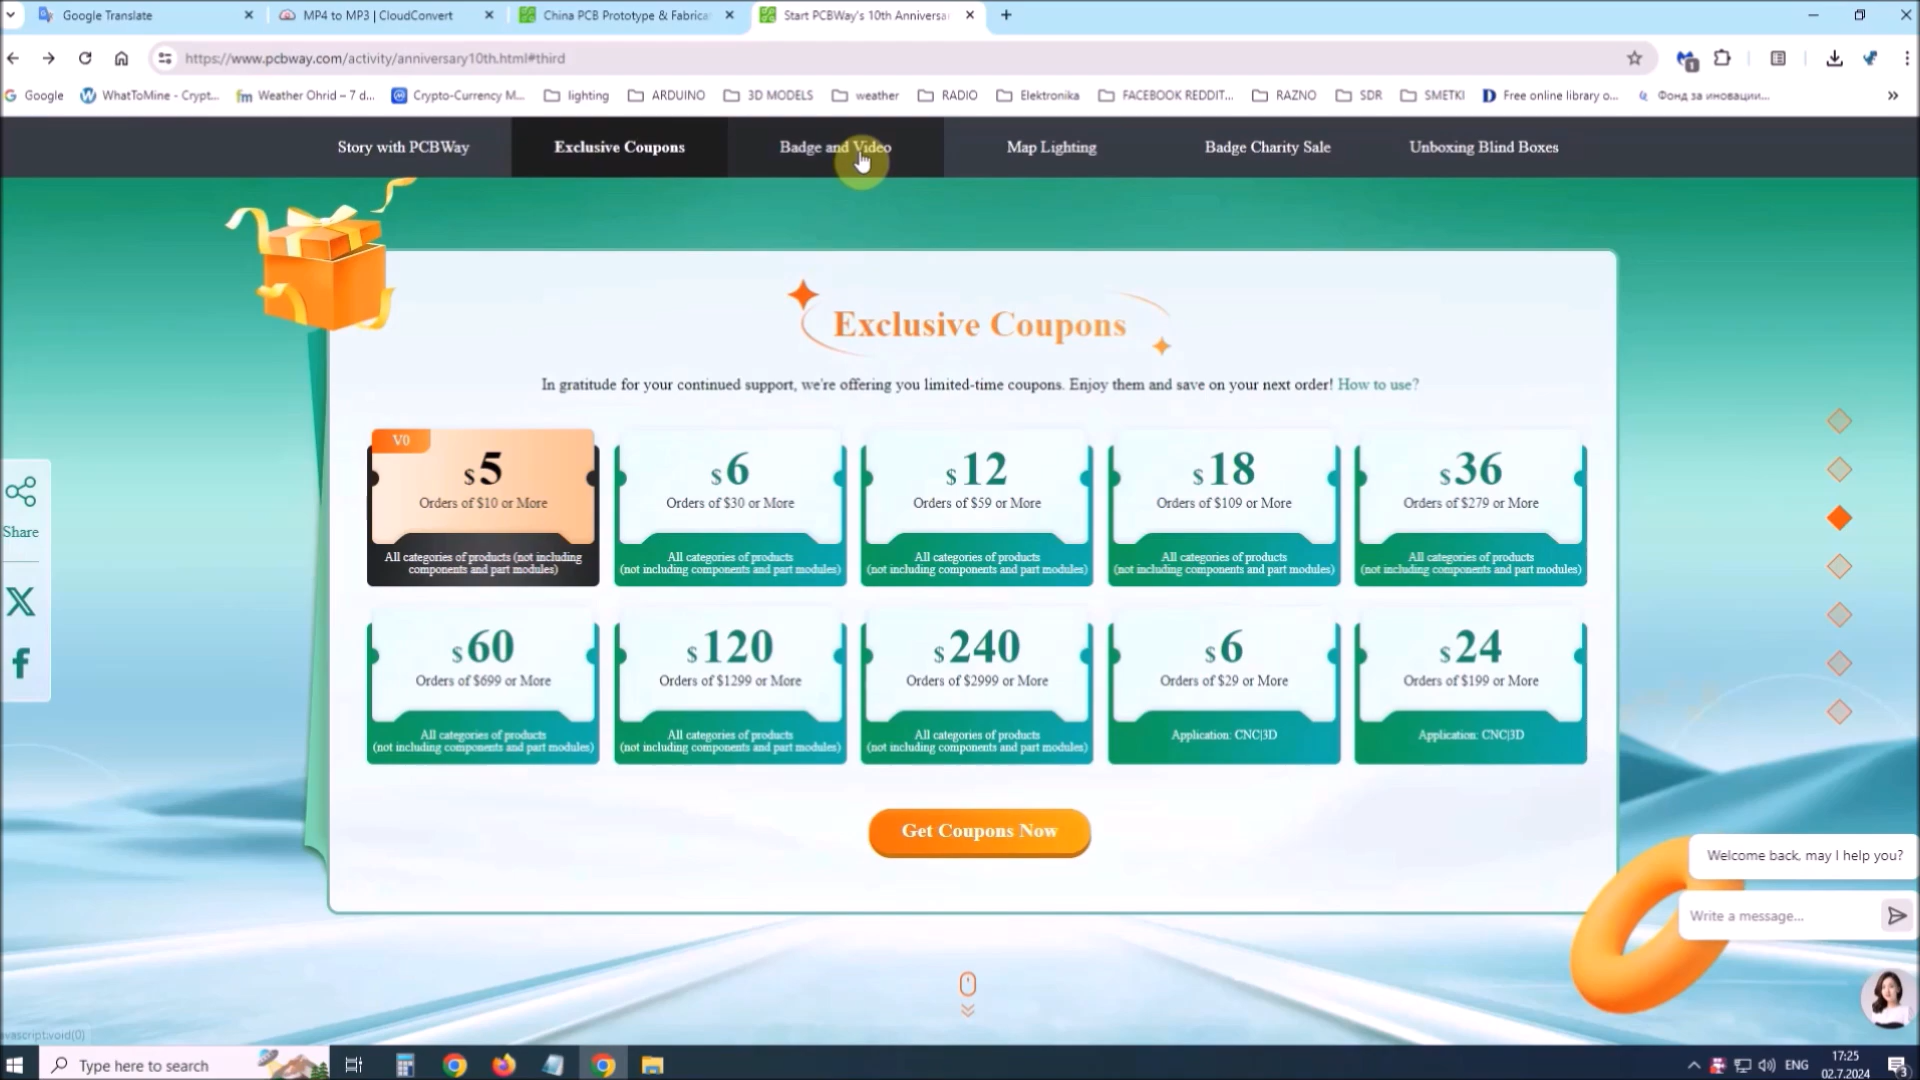 Google Translate
MP4 to MP3 | CloudConvert
China PCB Prototype & Fabrica
Start PCBWay's 10th Anniversa
https://www.pcbway.com/activity/anniversary10th.html#third
1
Google
WhatToMine - Crypt...
Weather Ohrid – 7 d...
Crypto-Currency M...
lighting
ARDUINO
3D MODELS
weather
RADIO
Elektronika
FACEBOOK REDDIT...
RAZNO
SDR
SMETKI
Free online library o...
Фонд за иновации...
Story with PCBWay
Exclusive Coupons
Badge and Video
Map Lighting
Badge Charity Sale
Unboxing Blind Boxes
Exclusive Coupons
In gratitude for your continued support, we're offering you limited-time coupons. Enjoy them and save on your next order! How to use?
V0
$5
Orders of $10 or More
All categories of products (not including
components and part modules)
$6
Orders of $30 or More
All categories of products
(not including components and part modules)
$12
Orders of $59 or More
All categories of products
(not including components and part modules)
$18
Orders of $109 or More
All categories of products
(not including components and part modules)
$36
Orders of $279 or More
All categories of products
(not including components and part modules)
$60
Orders of $699 or More
All categories of products
(not including components and part modules)
$120
Orders of $1299 or More
All categories of products
(not including components and part modules)
$240
Orders of $2999 or More
All categories of products
(not including components and part modules)
$6
Orders of $29 or More
Application: CNC|3D
$24
Orders of $199 or More
Application: CNC|3D
Get Coupons Now
Share
Welcome back, may I help you?
Write a message...
avascript:void(0)
Type here to search
ENG
17:25
02.7.2024
3